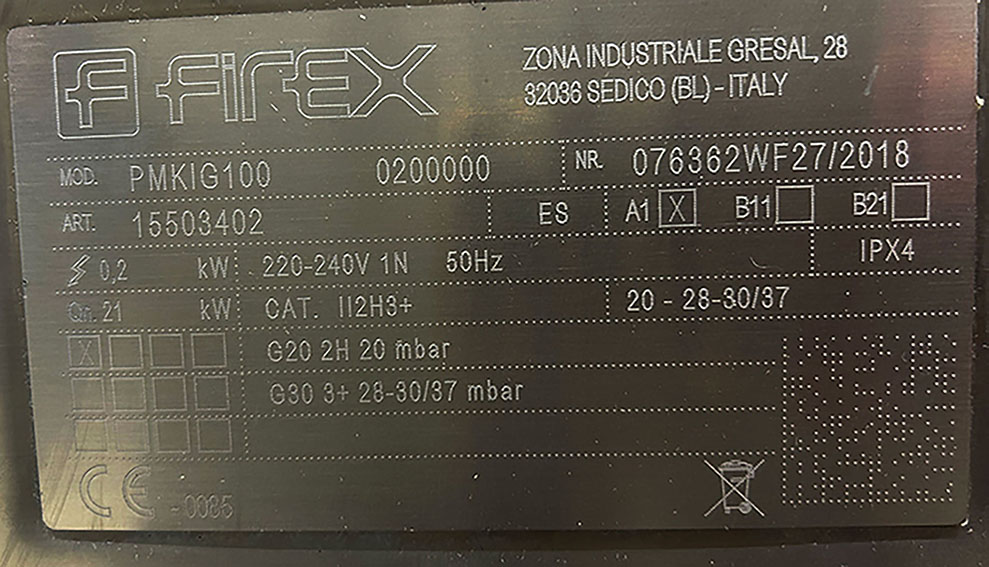 F FIREX
ZONA INDUSTRIALE GRESAL, 28
32036 SEDICO (BL) - ITALY
MOD. PMKIG100 0200000 NR. 076362WF27/2018
ART. 15503402 ES A1 X B11 B21
0,2 kW 220-240V 1N 50Hz IPX4
Qn. 21 kW CAT. II2H3+ 20 - 28-30/37
X G20 2H 20 mbar
G30 3+ 28-30/37 mbar
CE - 0085